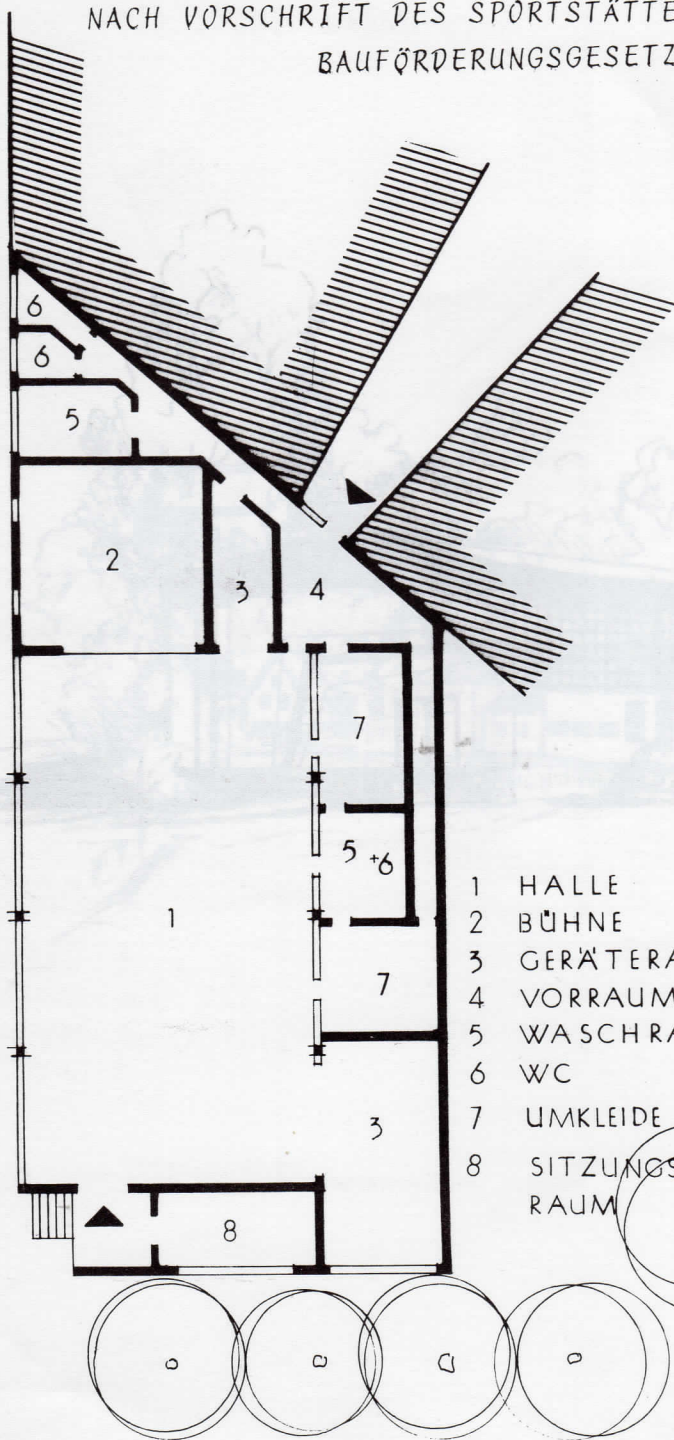 NACH VORSCHRIFT DES SPORTSTÄTTE
BAUFÖRDERUNGSGESETZ
6
6
5
2
3
4
7
5 +6
1
7
3
8
1 HALLE
2 BÜHNE
3 GERÄTERA
4 VORRAUM
5 WASCHRA
6 WC
7 UMKLEIDE
8 SITZUNGS
RAUM